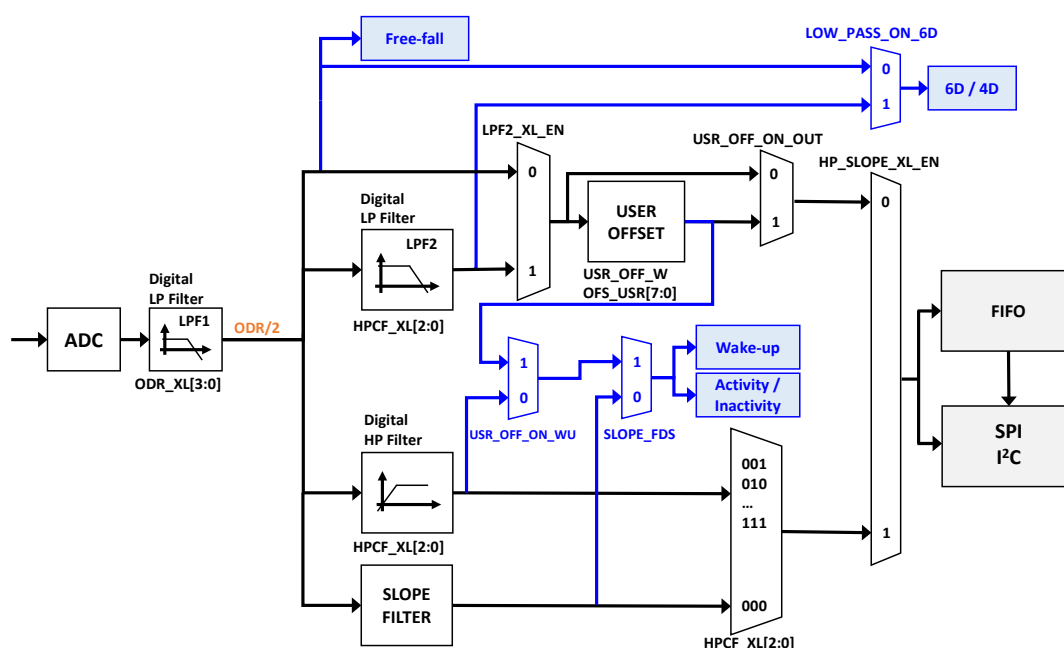 Free-fall
LOW_PASS_ON_6D
0
1
6D / 4D
LPF2_XL_EN
0
1
USR_OFF_ON_OUT
0
1
HP_SLOPE_XL_EN
0
1
Digital
LP Filter
LPF2
HPCF_XL[2:0]
USER
OFFSET
USR_OFF_W
OFS_USR[7:0]
Digital
LP Filter
ADC
LPF1
ODR/2
ODR_XL[3:0]
FIFO
SPI
I²C
1
0
USR_OFF_ON_WU
1
0
SLOPE_FDS
Wake-up
Activity /
Inactivity
Digital
HP Filter
HPCF_XL[2:0]
001
010
...
111
000
HPCF_XL[2:0]
SLOPE
FILTER